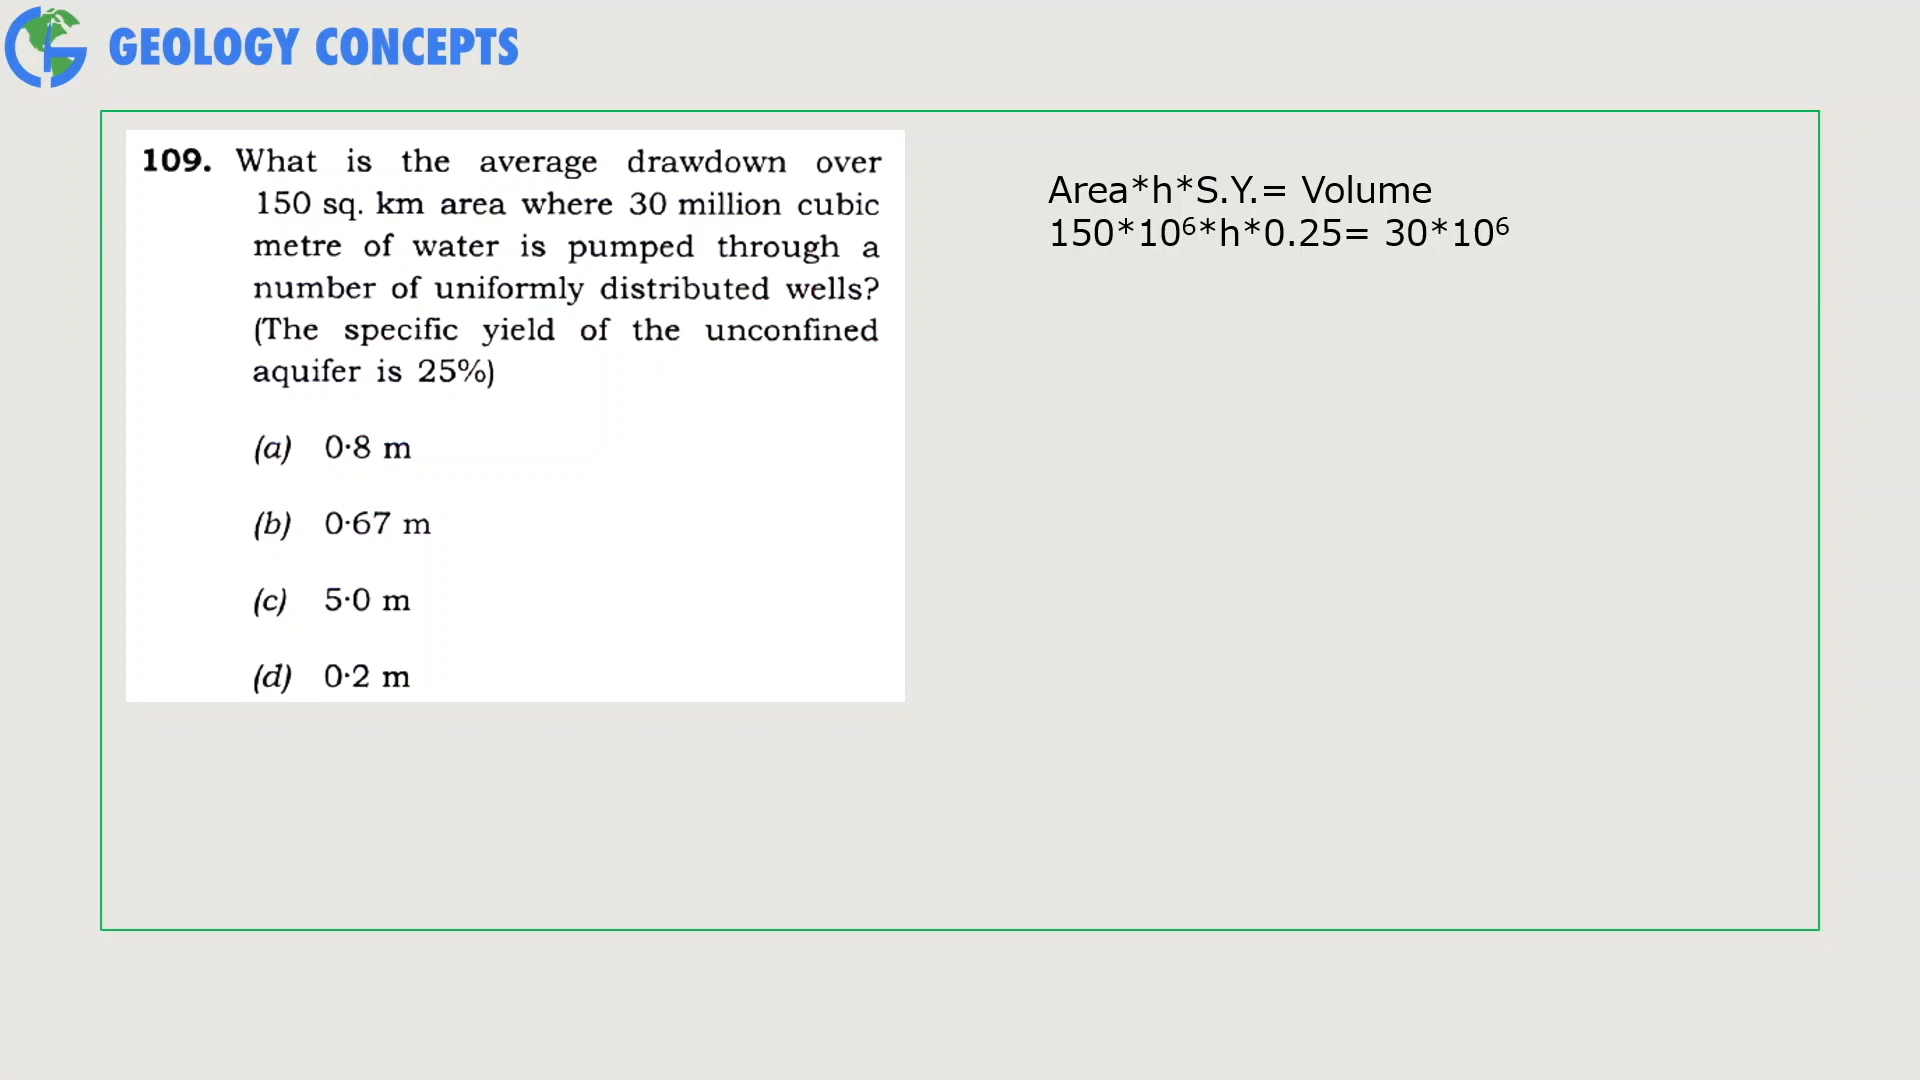 GEOLOGY CONCEPTS
109. What is the average drawdown over
150 sq. km area where 30 million cubic
metre of water is pumped through a
number of uniformly distributed wells?
(The specific yield of the unconfined
aquifer is 25%)
(a) 0·8 m
(b) 0·67 m
(c) 5·0 m
(d) 0·2 m
Area*h*S.Y.= Volume
150*10⁶*h*0.25= 30*10⁶